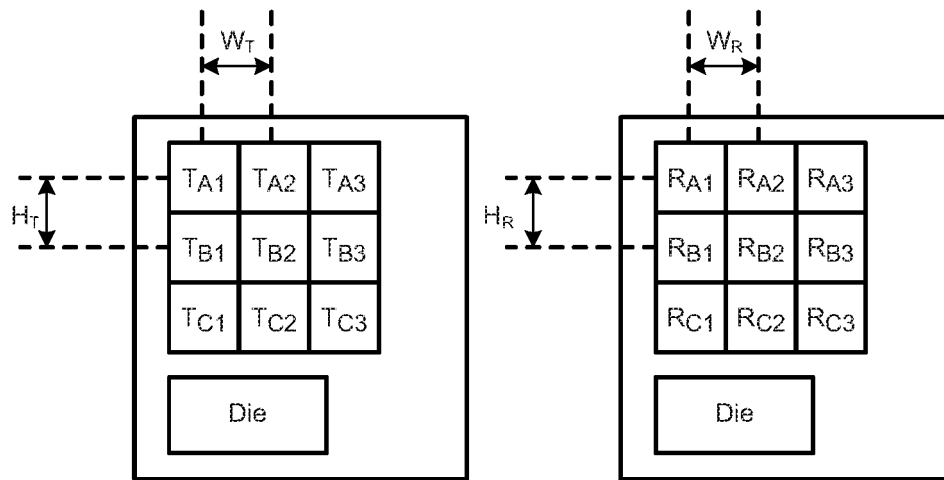 W_T W_R
T_A1 T_A2 T_A3 R_A1 R_A2 R_A3
H_T H_R
T_B1 T_B2 T_B3 R_B1 R_B2 R_B3
T_C1 T_C2 T_C3 R_C1 R_C2 R_C3
Die Die